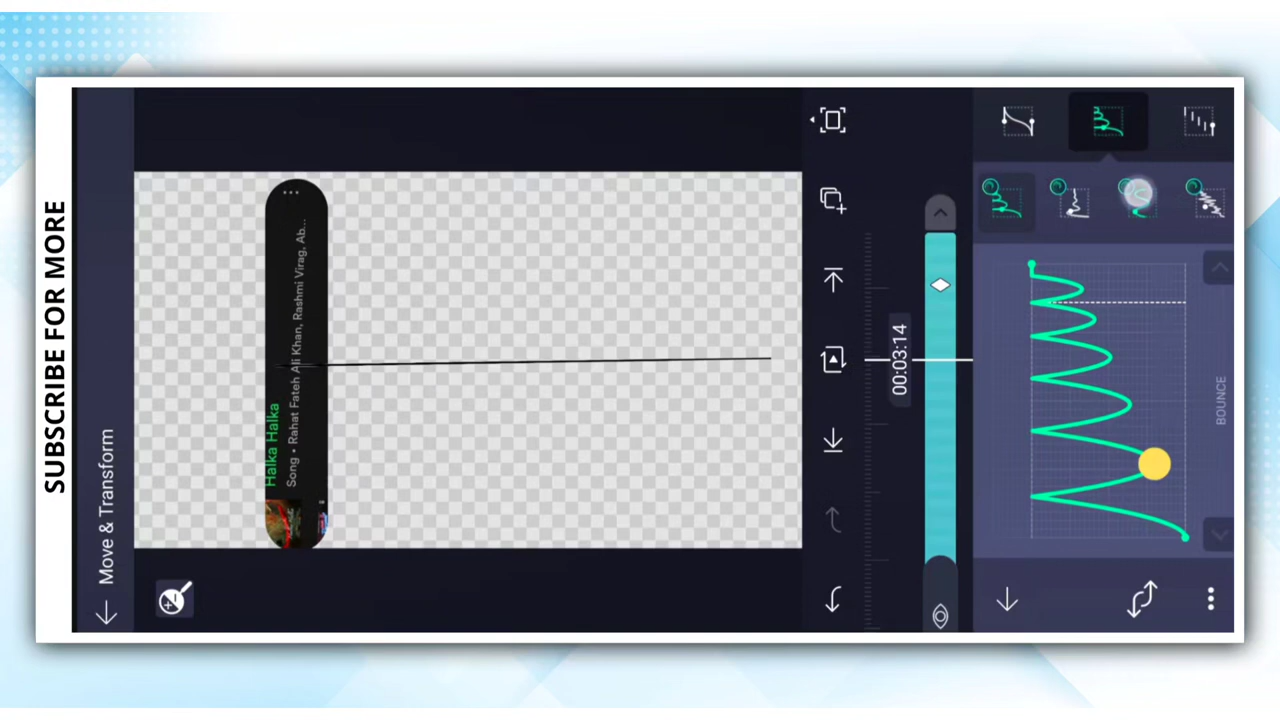 SUBSCRIBE FOR MORE
Move & Transform
Halka Halka
Song • Rahat Fateh Ali Khan, Rashmi Virag, Ab...
00:03:14
BOUNCE